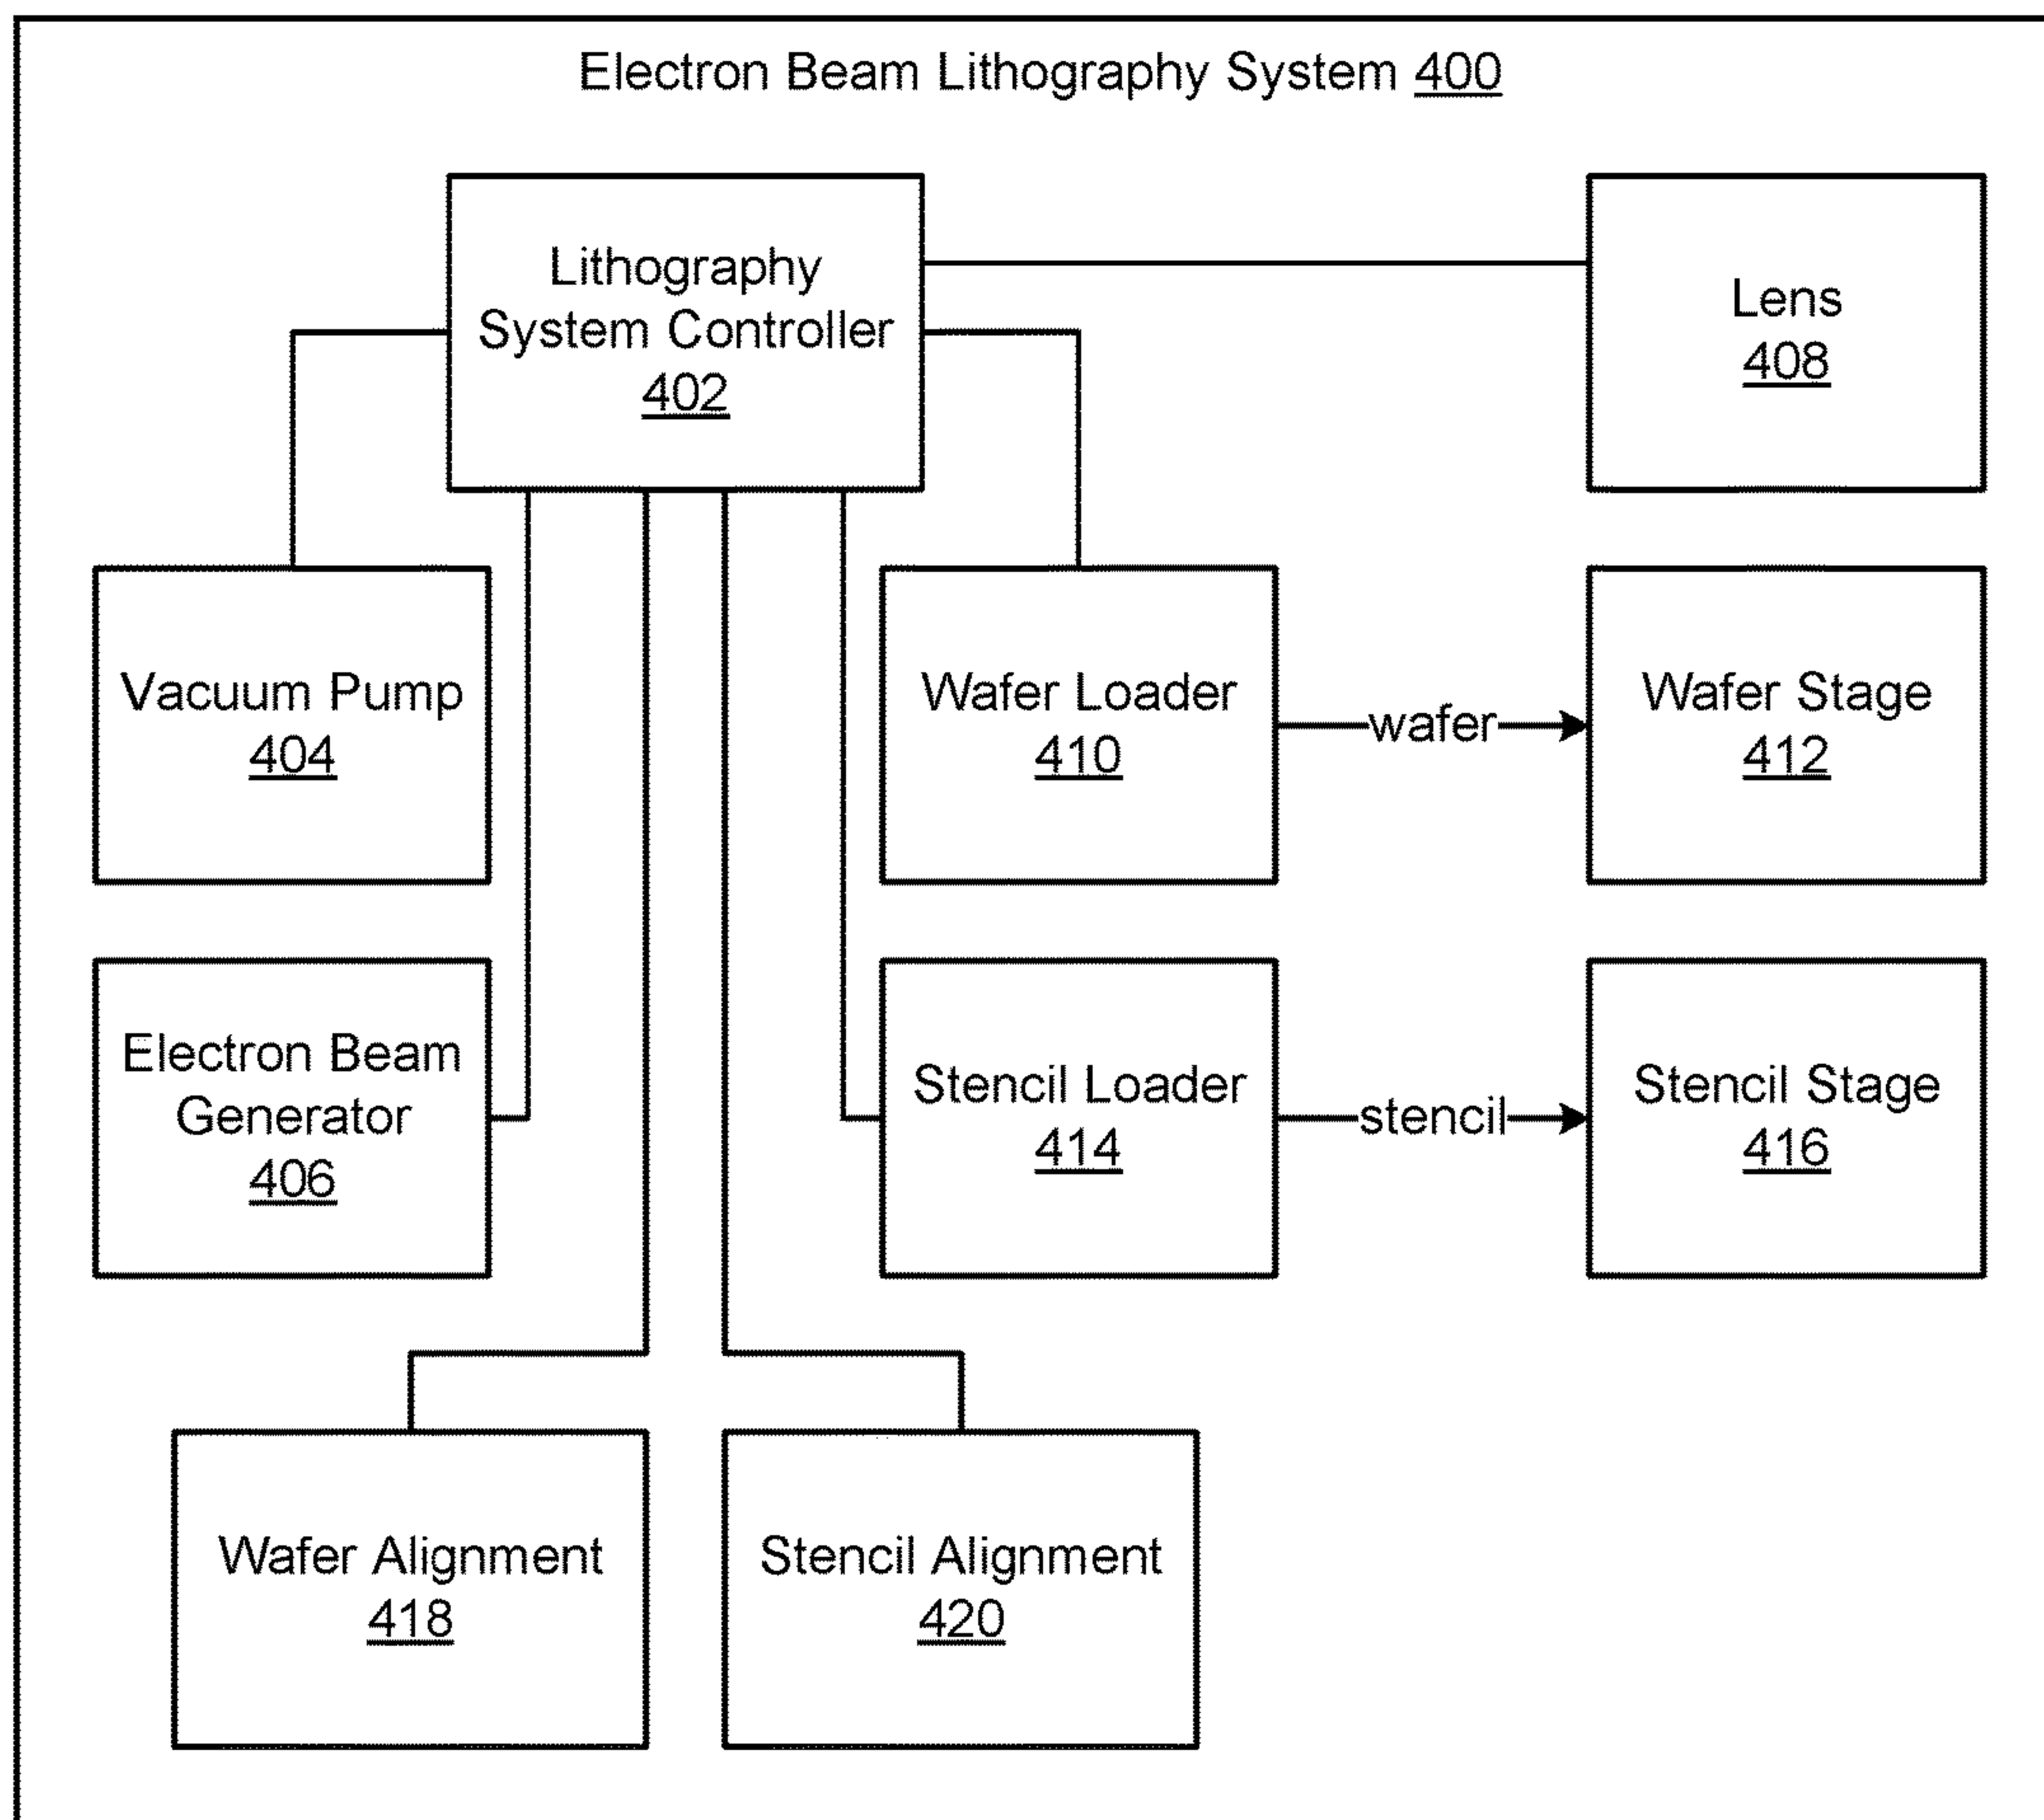 Electron Beam Lithography System 400
Lithography
System Controller
402
Lens
408
Vacuum Pump
404
Wafer Loader
410
wafer
Wafer Stage
412
Electron Beam
Generator
406
Stencil Loader
414
stencil
Stencil Stage
416
Wafer Alignment
418
Stencil Alignment
420